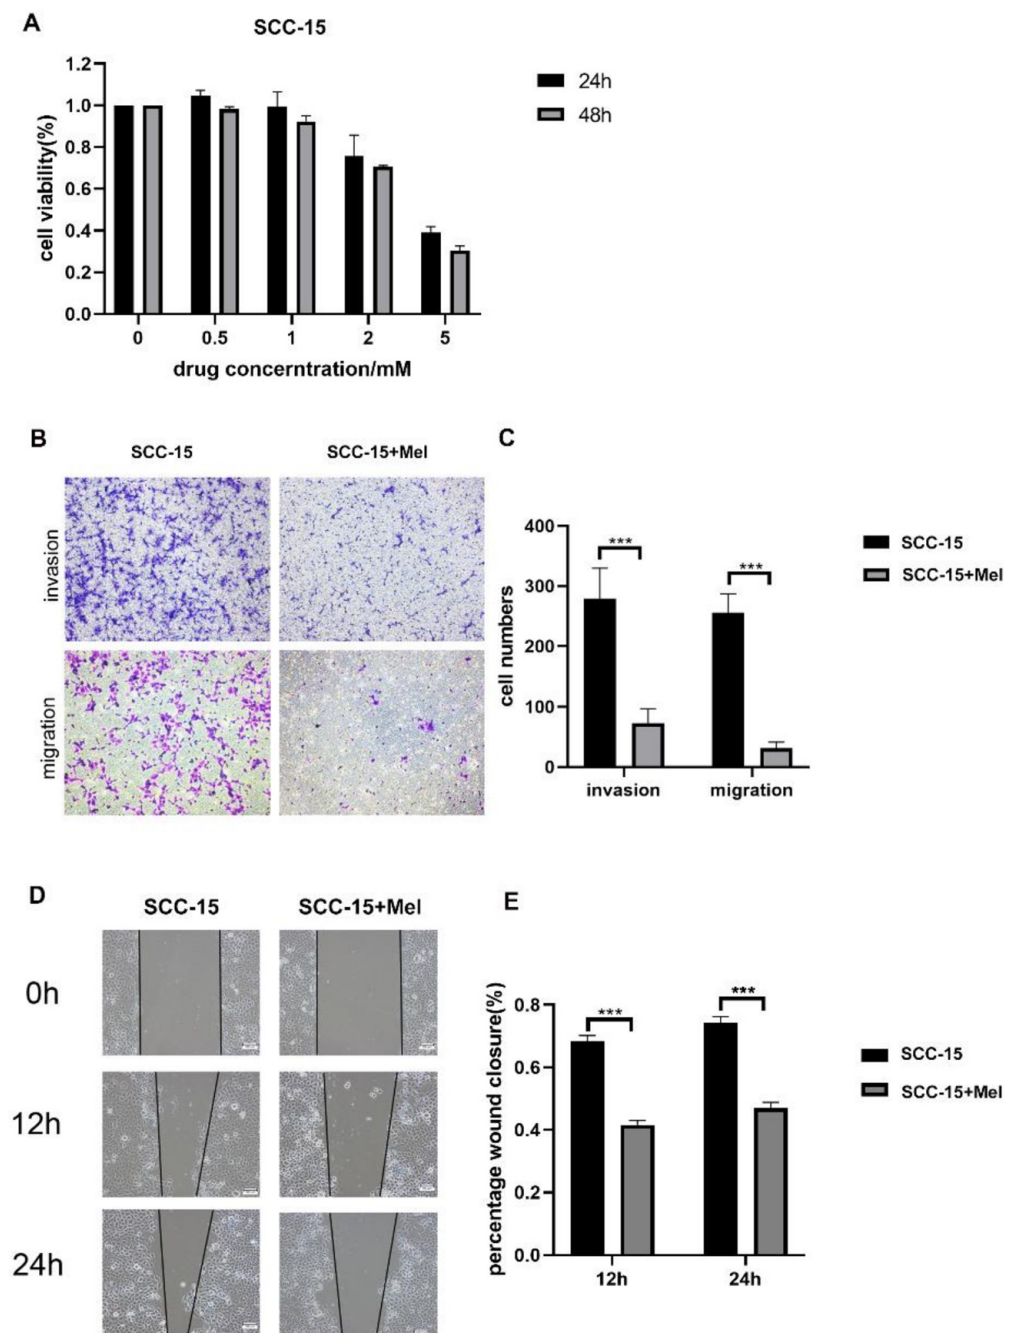 A
SCC-15
24h
48h
cell viability(%)
1.2
1.0
0.8
0.6
0.4
0.2
0.0
0 0.5 1 2 5
drug concerntration/mM
B
SCC-15 SCC-15+Mel
invasion
migration
C
cell numbers
400
300
200
100
0
***
***
SCC-15
SCC-15+Mel
invasion migration
D
SCC-15 SCC-15+Mel
0h
12h
24h
E
percentage wound closure(%)
0.8
0.6
0.4
0.2
0.0
***
***
SCC-15
SCC-15+Mel
12h 24h